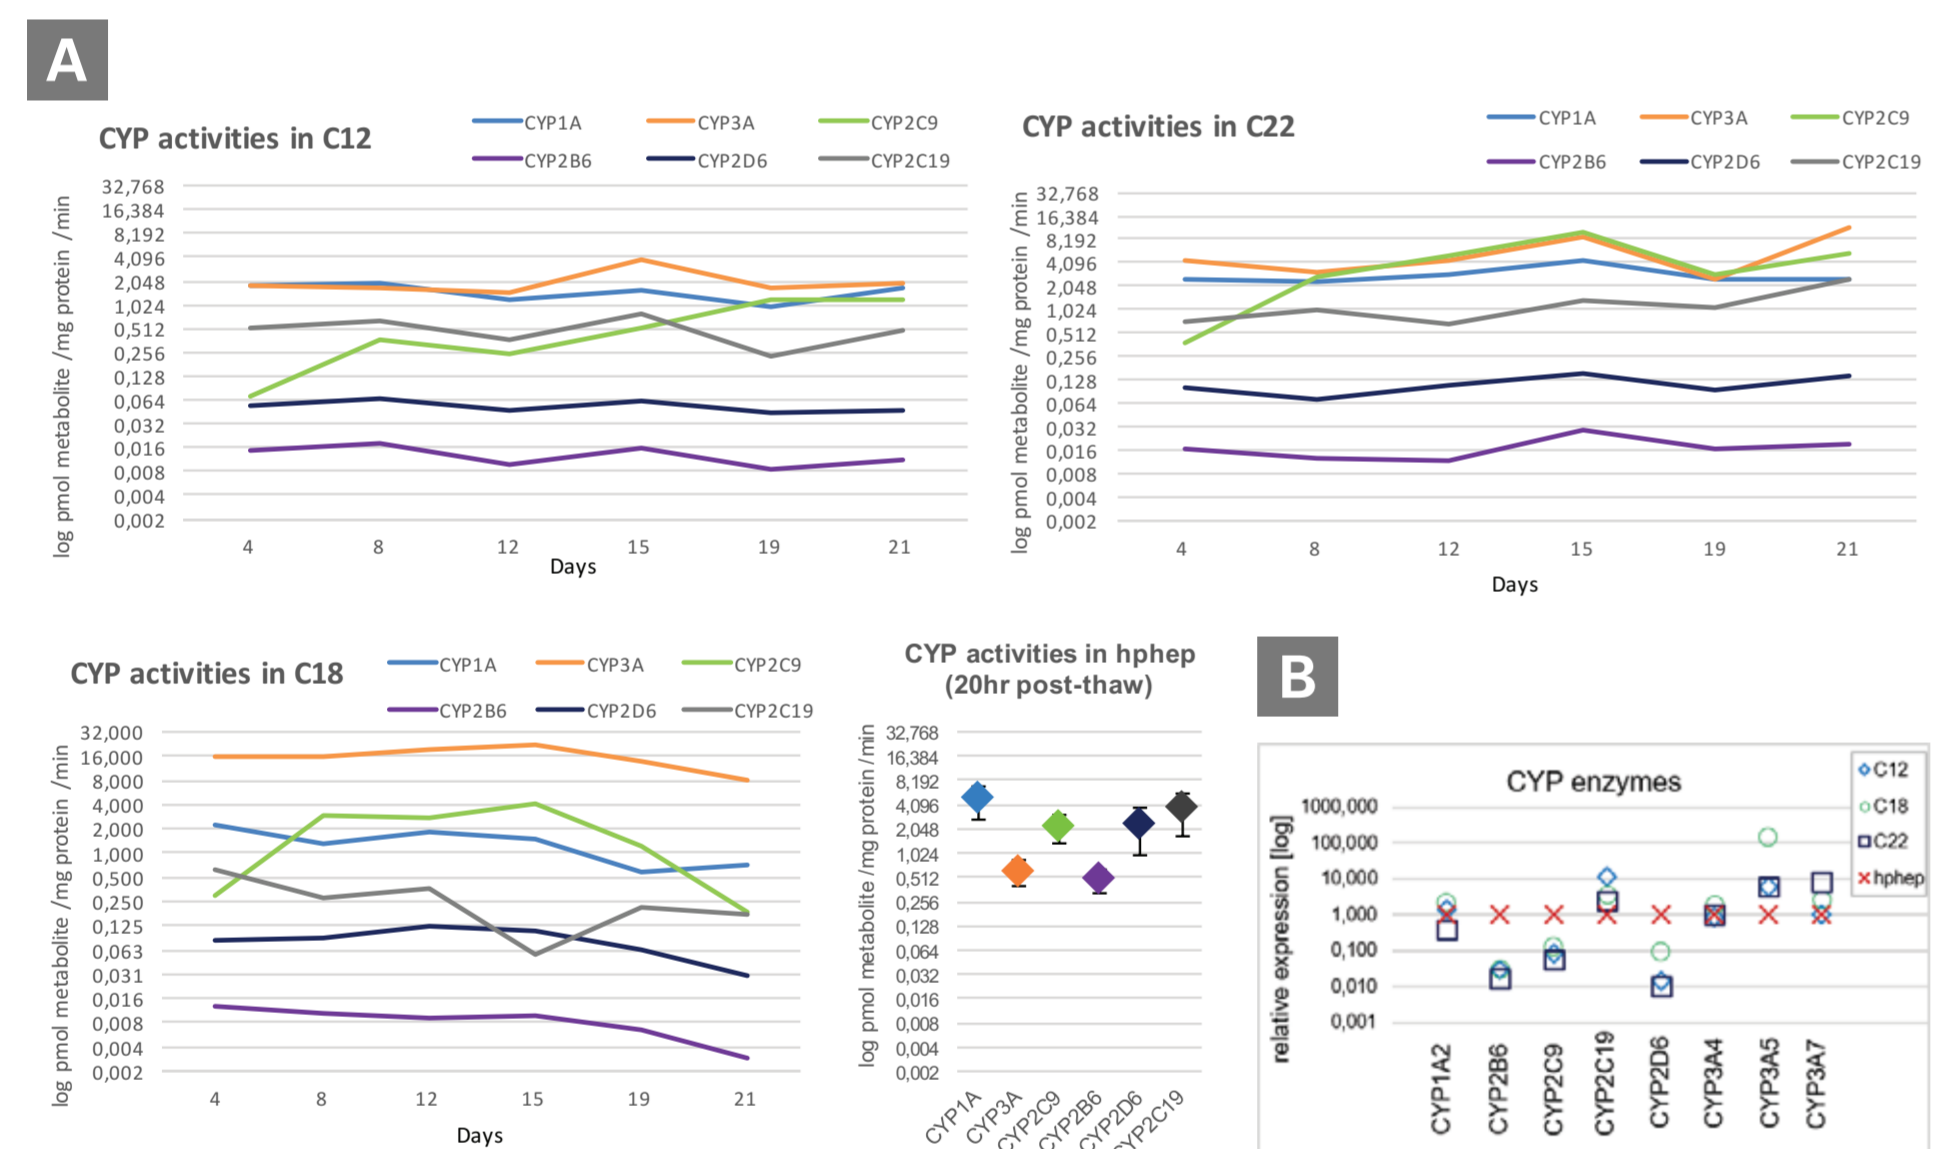 A
CYP activities in C12
CYP1A
CYP3A
CYP2C9
CYP2B6
CYP2D6
CYP2C19
log pmol metabolite /mg protein /min
32,768
16,384
8,192
4,096
2,048
1,024
0,512
0,256
0,128
0,064
0,032
0,016
0,008
0,004
0,002
4 8 12 15 19 21
Days
CYP activities in C22
CYP1A
CYP3A
CYP2C9
CYP2B6
CYP2D6
CYP2C19
log pmol metabolite /mg protein /min
32,768
16,384
8,192
4,096
2,048
1,024
0,512
0,256
0,128
0,064
0,032
0,016
0,008
0,004
0,002
4 8 12 15 19 21
Days
CYP activities in C18
CYP1A
CYP3A
CYP2C9
CYP2B6
CYP2D6
CYP2C19
log pmol metabolite /mg protein /min
32,000
16,000
8,000
4,000
2,000
1,000
0,500
0,250
0,125
0,063
0,031
0,016
0,008
0,004
0,002
4 8 12 15 19 21
Days
CYP activities in hphep
(20hr post-thaw)
log pmol metabolite /mg protein /min
32,768
16,384
8,192
4,096
2,048
1,024
0,512
0,256
0,128
0,064
0,032
0,016
0,008
0,004
0,002
CYP1A
CYP3A
CYP2C9
CYP2B6
CYP2D6
CYP2C19
B
CYP enzymes
C12
C18
C22
hphep
relative expression [log]
1000,000
100,000
10,000
1,000
0,100
0,010
0,001
CYP1A2
CYP2B6
CYP2C9
CYP2C19
CYP2D6
CYP3A4
CYP3A5
CYP3A7